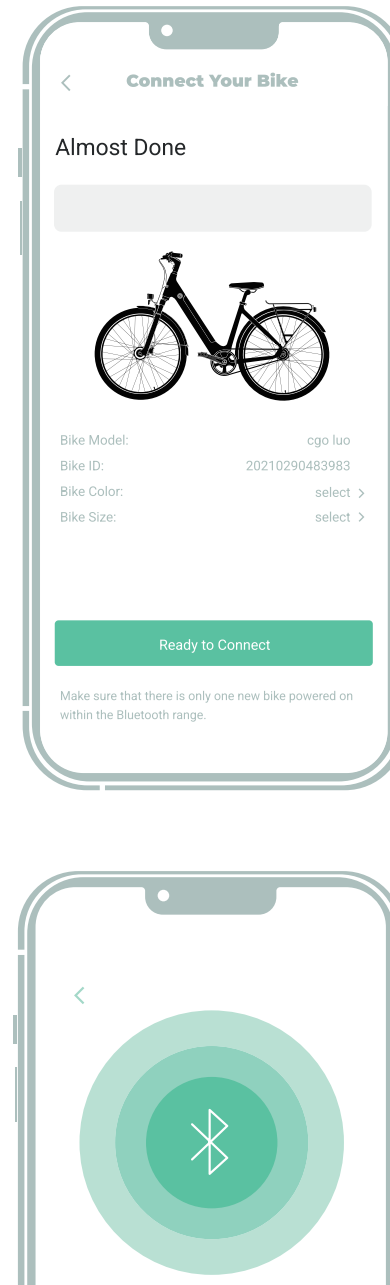 Connect Your Bike
Almost Done
Bike Model: cgo luo
Bike ID: 20210290483983
Bike Color: select
Bike Size: select
Ready to Connect
Make sure that there is only one new bike powered on
within the Bluetooth range.